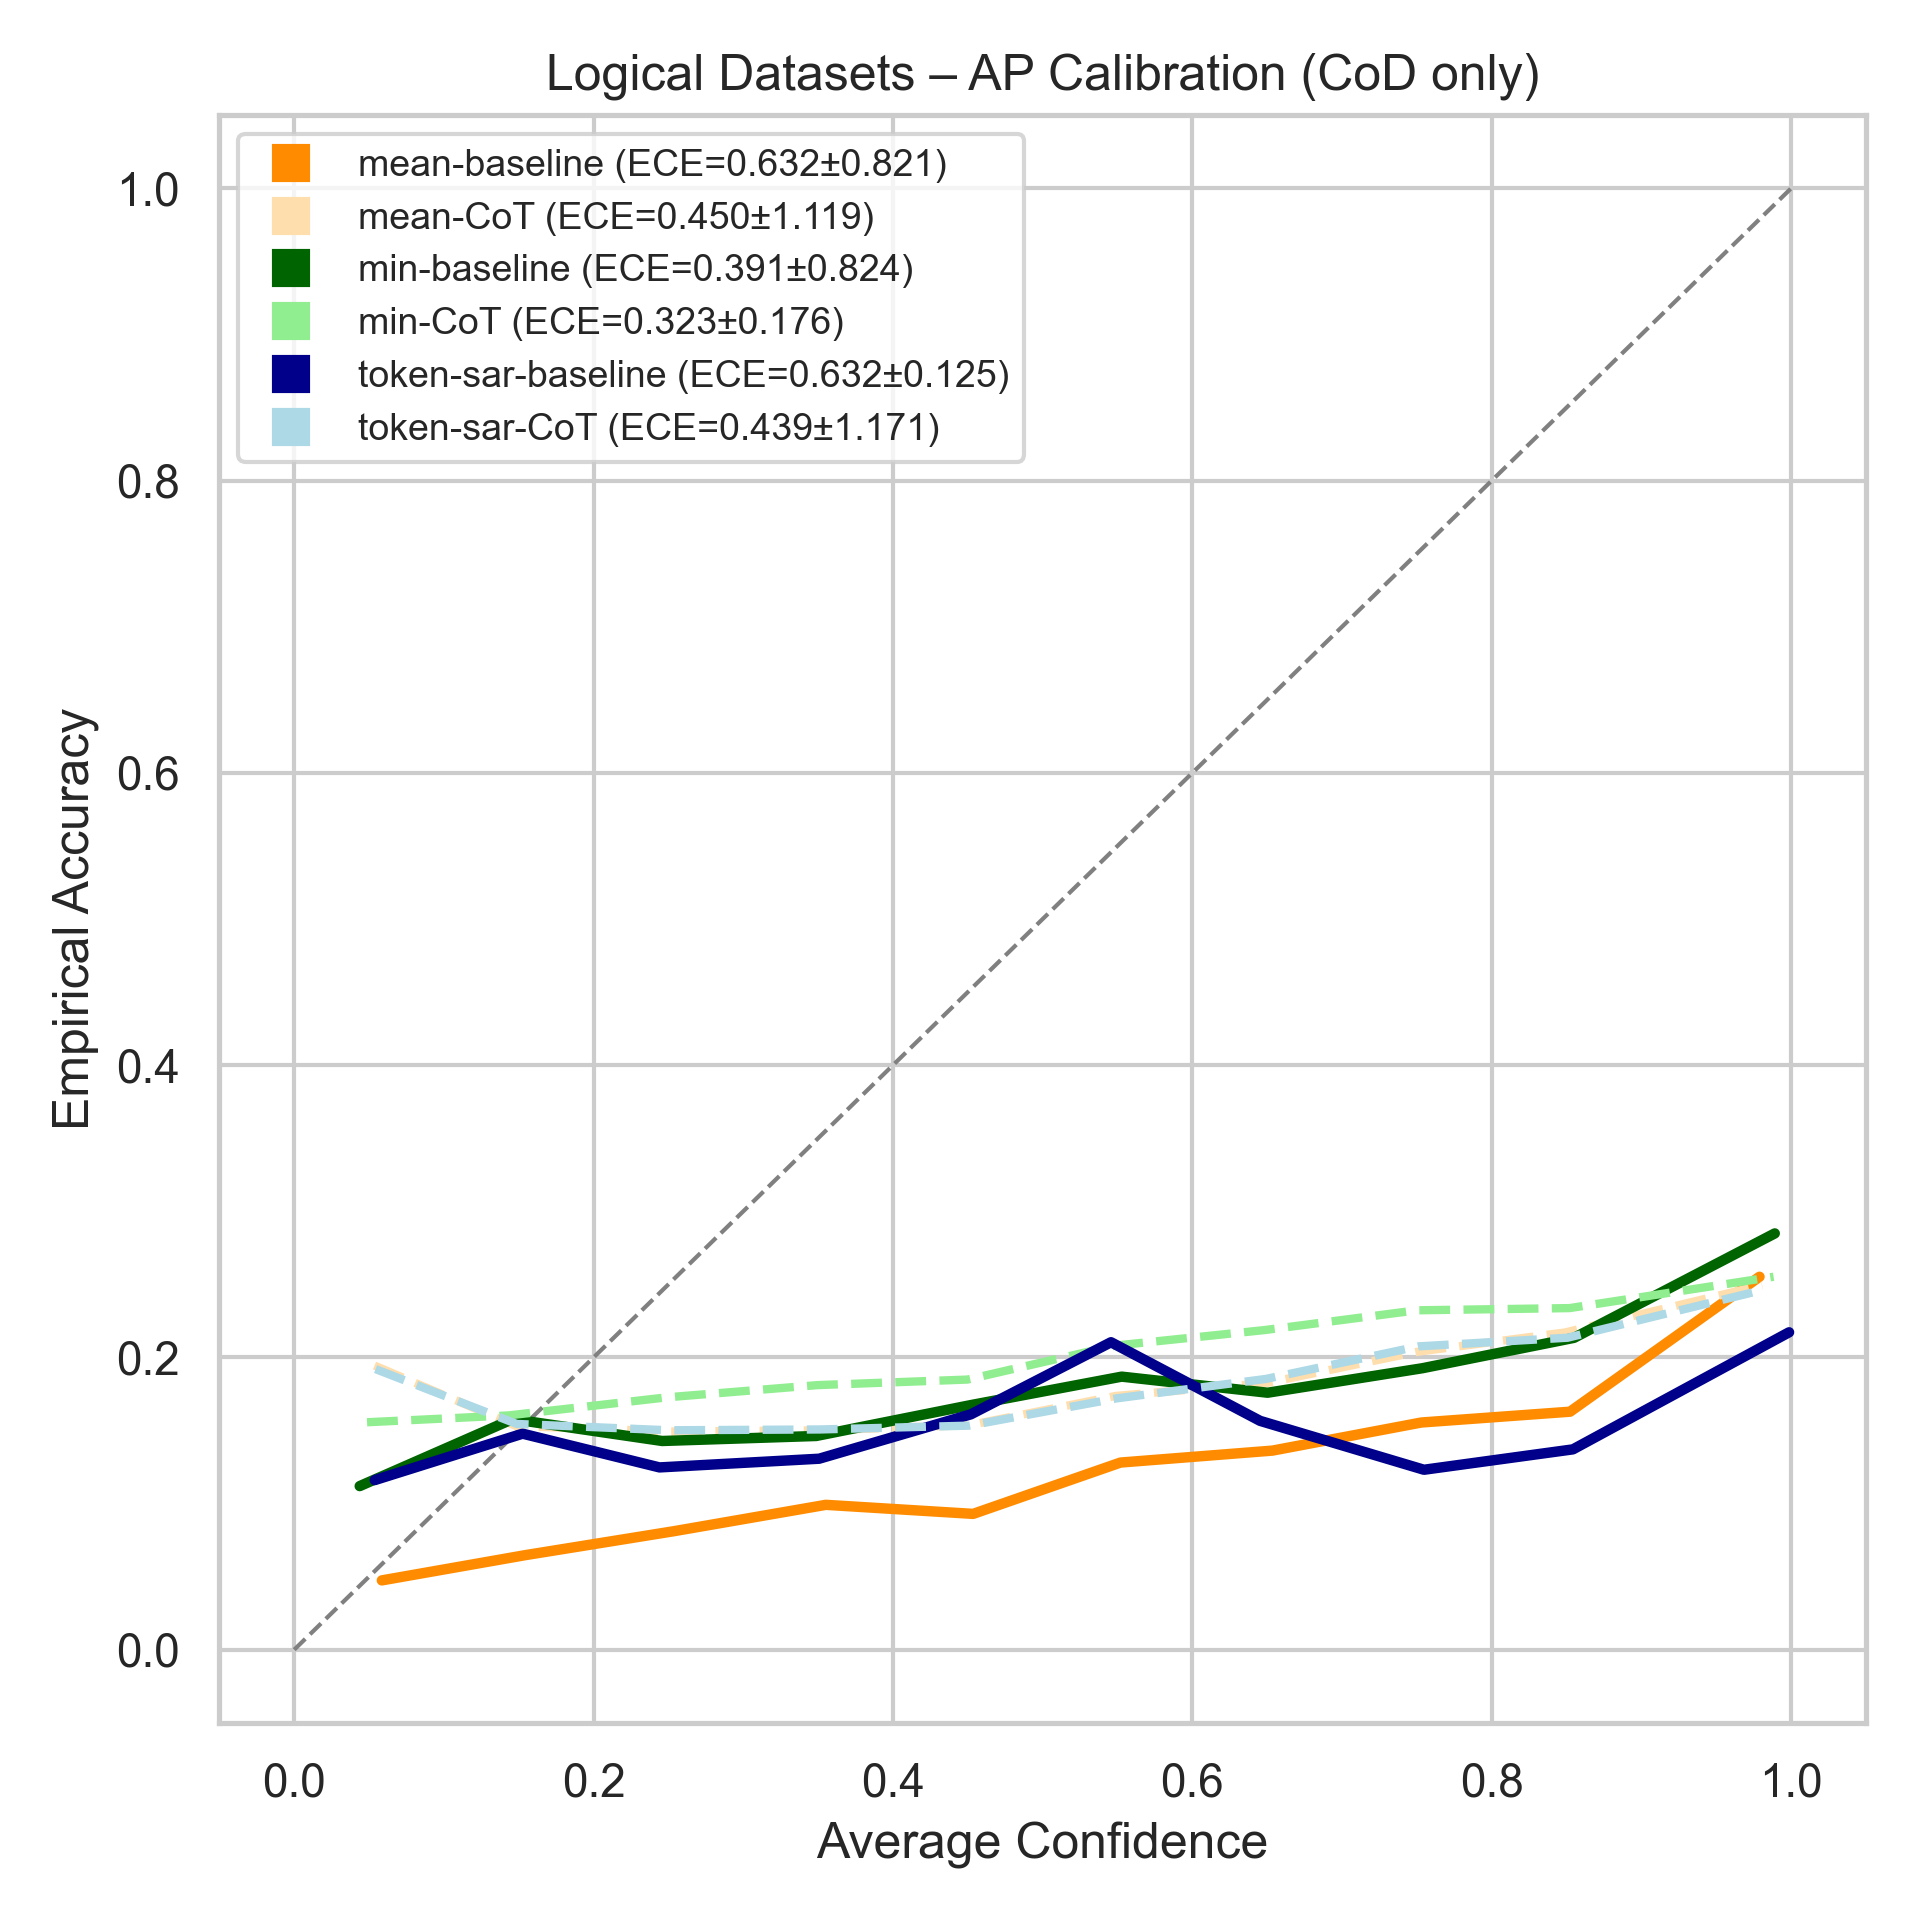 Logical Datasets – AP Calibration (CoD only)
mean-baseline (ECE=0.632±0.821)
mean-CoT (ECE=0.450±1.119)
min-baseline (ECE=0.391±0.824)
min-CoT (ECE=0.323±0.176)
token-sar-baseline (ECE=0.632±0.125)
token-sar-CoT (ECE=0.439±1.171)
1.0
0.8
0.6
0.4
0.2
0.0
Empirical Accuracy
0.0 0.2 0.4 0.6 0.8 1.0
Average Confidence